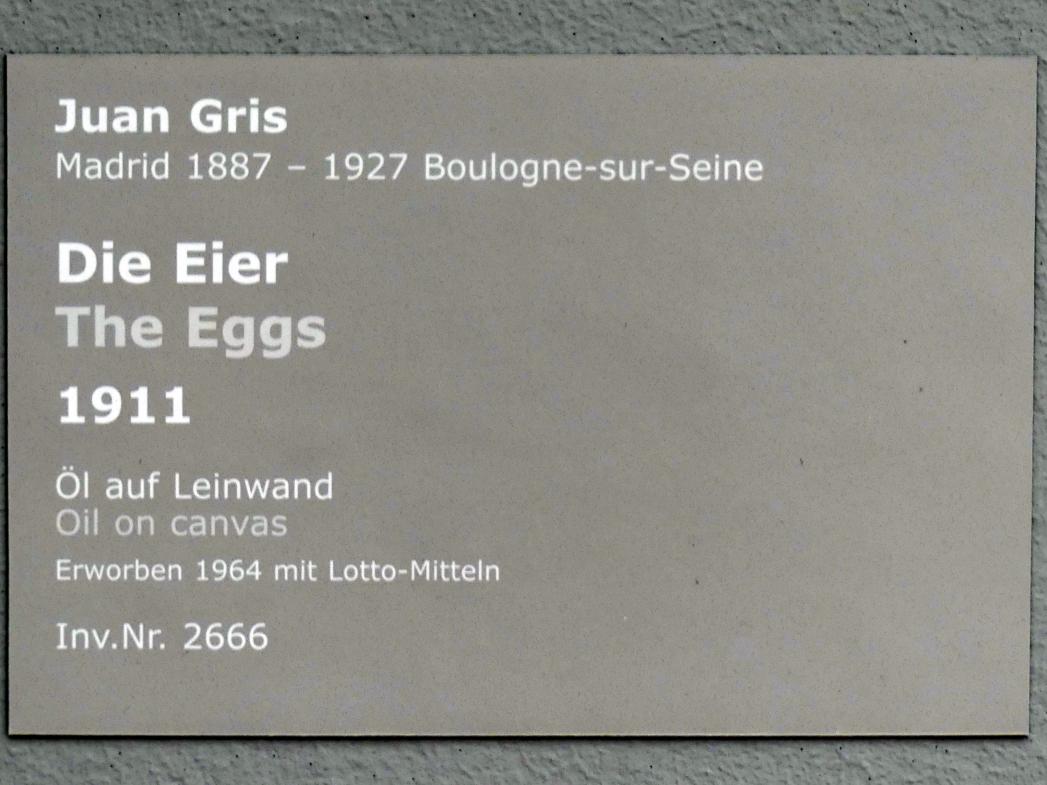 Juan Gris
Madrid 1887 – 1927 Boulogne-sur-Seine
Die Eier
The Eggs
1911
Öl auf Leinwand
Oil on canvas
Erworben 1964 mit Lotto-Mitteln
Inv.Nr. 2666